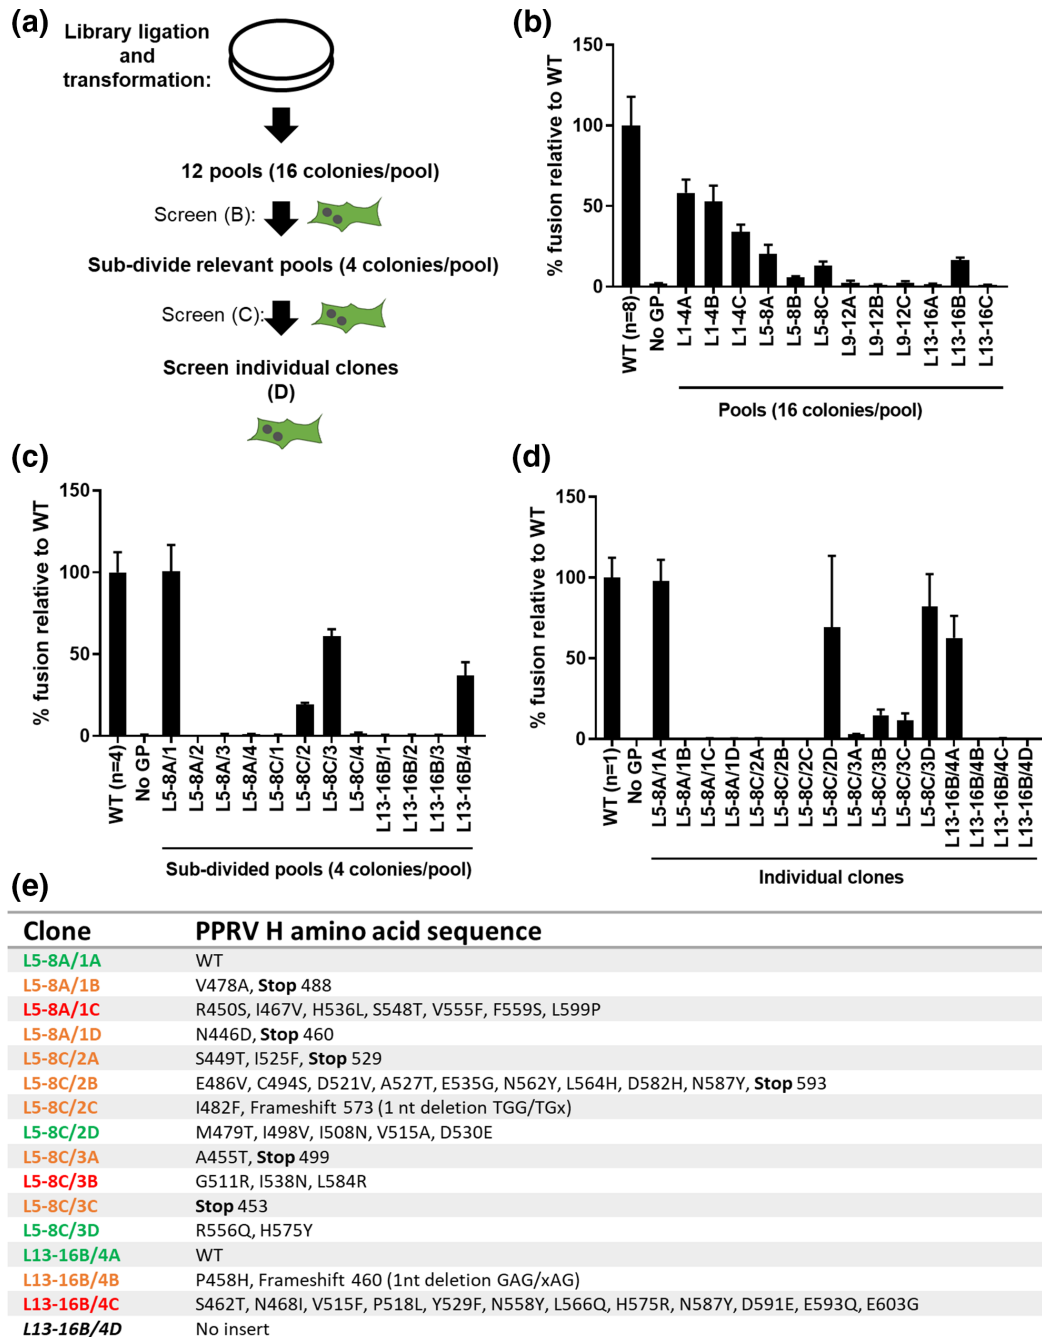 (a)
Library ligation
and
transformation:
12 pools (16 colonies/pool)
Screen (B):
Sub-divide relevant pools (4 colonies/pool)
Screen (C):
Screen individual clones
(D)
(b)
% fusion relative to WT
150
100
50
0
WT (n=8)
No GP
L1-4A
L1-4B
L1-4C
L5-8A
L5-8B
L5-8C
L9-12A
L9-12B
L9-12C
L13-16A
L13-16B
L13-16C
Pools (16 colonies/pool)
(c)
% fusion relative to WT
150
100
50
0
WT (n=4)
No GP
L5-8A/1
L5-8A/2
L5-8A/3
L5-8A/4
L5-8C/1
L5-8C/2
L5-8C/3
L5-8C/4
L13-16B/1
L13-16B/2
L13-16B/3
L13-16B/4
Sub-divided pools (4 colonies/pool)
(d)
% fusion relative to WT
150
100
50
0
WT (n=1)
No GP
L5-8A/1A
L5-8A/1B
L5-8A/1C
L5-8A/1D
L5-8C/2A
L5-8C/2B
L5-8C/2C
L5-8C/2D
L5-8C/3A
L5-8C/3B
L5-8C/3C
L5-8C/3D
L13-16B/4A
L13-16B/4B
L13-16B/4C
L13-16B/4D
Individual clones
(e)
Clone PPRV H amino acid sequence
L5-8A/1A WT
L5-8A/1B V478A, Stop 488
L5-8A/1C R450S, I467V, H536L, S548T, V555F, F559S, L599P
L5-8A/1D N446D, Stop 460
L5-8C/2A S449T, I525F, Stop 529
L5-8C/2B E486V, C494S, D521V, A527T, E535G, N562Y, L564H, D582H, N587Y, Stop 593
L5-8C/2C I482F, Frameshift 573 (1 nt deletion TGG/TGx)
L5-8C/2D M479T, I498V, I508N, V515A, D530E
L5-8C/3A A455T, Stop 499
L5-8C/3B G511R, I538N, L584R
L5-8C/3C Stop 453
L5-8C/3D R556Q, H575Y
L13-16B/4A WT
L13-16B/4B P458H, Frameshift 460 (1nt deletion GAG/xAG)
L13-16B/4C S462T, N468I, V515F, P518L, Y529F, N558Y, L566Q, H575R, N587Y, D591E, E593Q, E603G
L13-16B/4D No insert